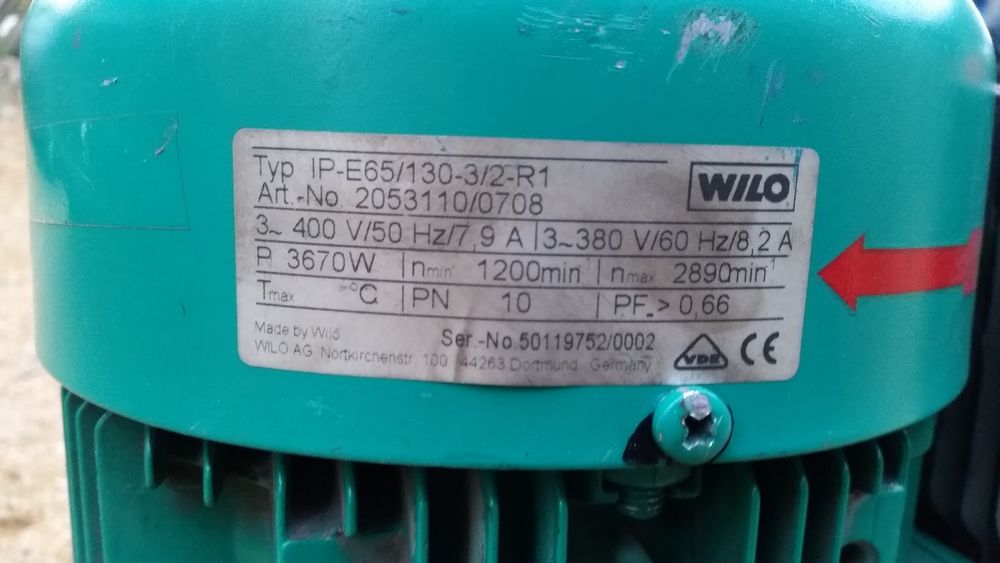 Typ IP-E65/130-3/2-R1
WILO
Art.-No. 2053110/0708
3~ 400 V/50 Hz/7,9 A 3~380 V/60 Hz/8,2 A
P1 3670W nmin 1200min-1 nmax 2890min-1
Tmax °C PN 10 PF > 0,66
Made by Wilo
Ser.-No.50119752/0002
WILO AG Nortkirchenstr. 100 44263 Dortmund Germany
VDE CE